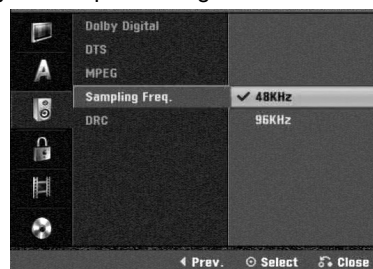 Dolby Digital
DTS
MPEG
Sampling Freq.
✓ 48KHz
96KHz
DRC
A
Prev.
Select
Close